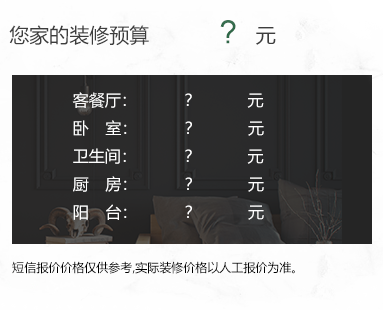 您家的装修预算 ? 元
客餐厅: ? 元
卧 室: ? 元
卫生间: ? 元
厨 房: ? 元
阳 台: ? 元
短信报价价格仅供参考,实际装修价格以人工报价为准。